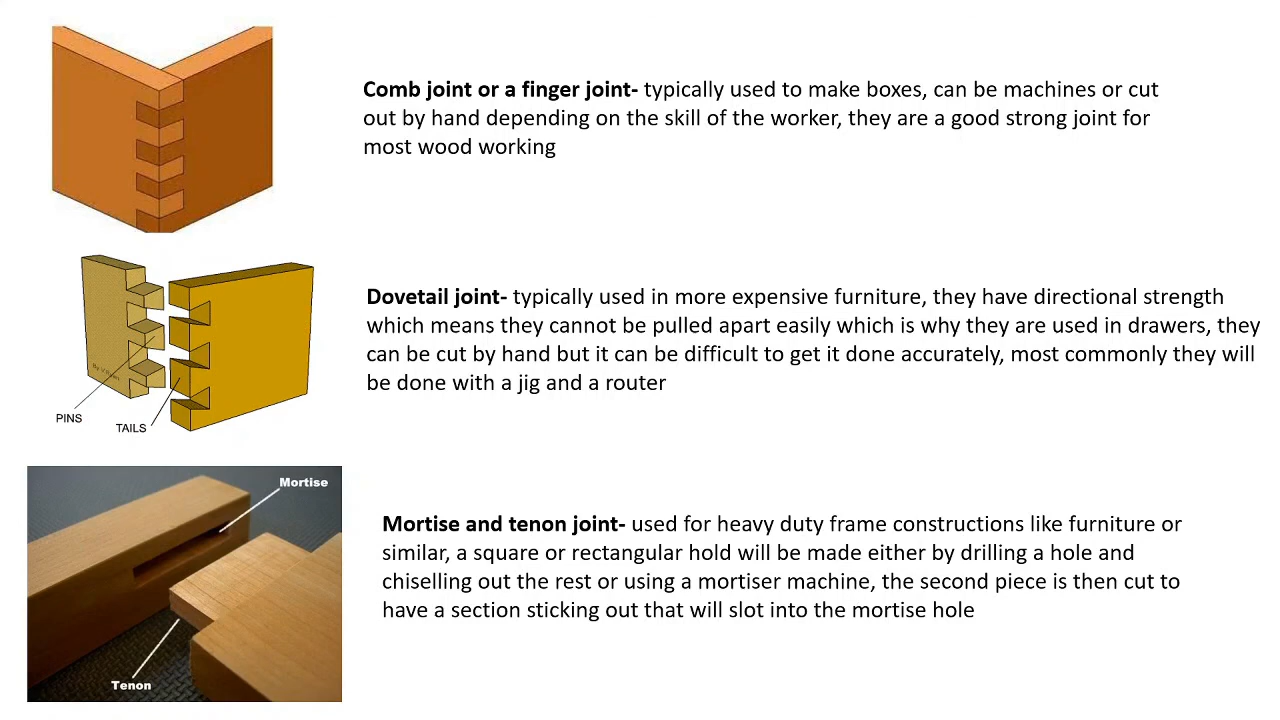 Comb joint or a finger joint- typically used to make boxes, can be machines or cut
out by hand depending on the skill of the worker, they are a good strong joint for
most wood working
Dovetail joint- typically used in more expensive furniture, they have directional strength
which means they cannot be pulled apart easily which is why they are used in drawers, they
can be cut by hand but it can be difficult to get it done accurately, most commonly they will
be done with a jig and a router
PINS
TAILS
Mortise
Tenon
Mortise and tenon joint- used for heavy duty frame constructions like furniture or
similar, a square or rectangular hold will be made either by drilling a hole and
chiselling out the rest or using a mortiser machine, the second piece is then cut to
have a section sticking out that will slot into the mortise hole